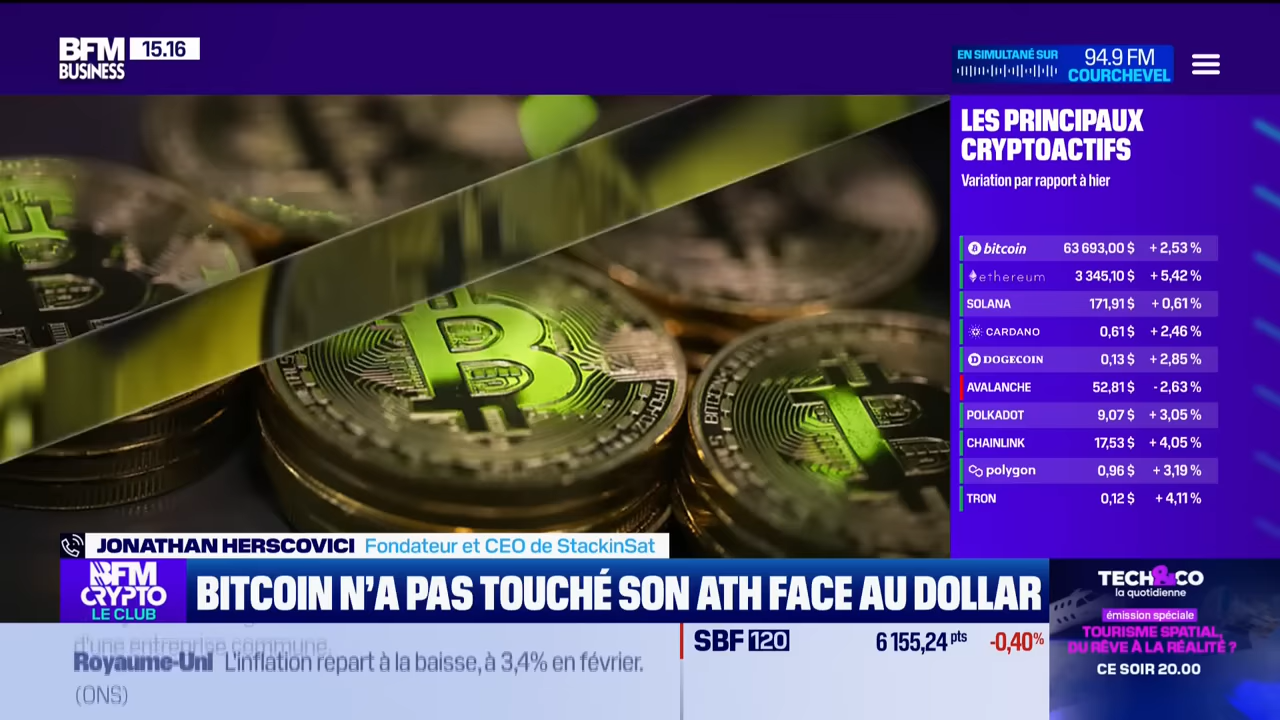 BFM
BUSINESS
15.16
EN SIMULTANÉ SUR
94.9 FM
COURCHEVEL
LES PRINCIPAUX
CRYPTOACTIFS
Variation par rapport à hier
bitcoin 63 693,00 $ + 2,53 %
ethereum 3 345,10 $ + 5,42 %
SOLANA 171,91 $ + 0,61 %
CARDANO 0,61 $ + 2,46 %
DOGECOIN 0,13 $ + 2,85 %
AVALANCHE 52,81 $ - 2,63 %
POLKADOT 9,07 $ + 3,05 %
CHAINLINK 17,53 $ + 4,05 %
polygon 0,96 $ + 3,19 %
TRON 0,12 $ + 4,11 %
BITCOIN
JONATHAN HERSCOVICI Fondateur et CEO de StackinSat
BFM
CRYPTO
LE CLUB
BITCOIN N'A PAS TOUCHÉ SON ATH FACE AU DOLLAR
d'une entreprise commune.
Royaume-Uni L'inflation repart à la baisse, à 3,4% en février.
(ONS)
SBF 120 6 155,24 pts -0,40%
TECH&CO
la quotidienne
émission spéciale
TOURISME SPATIAL,
DU RÊVE À LA RÉALITÉ ?
CE SOIR 20.00